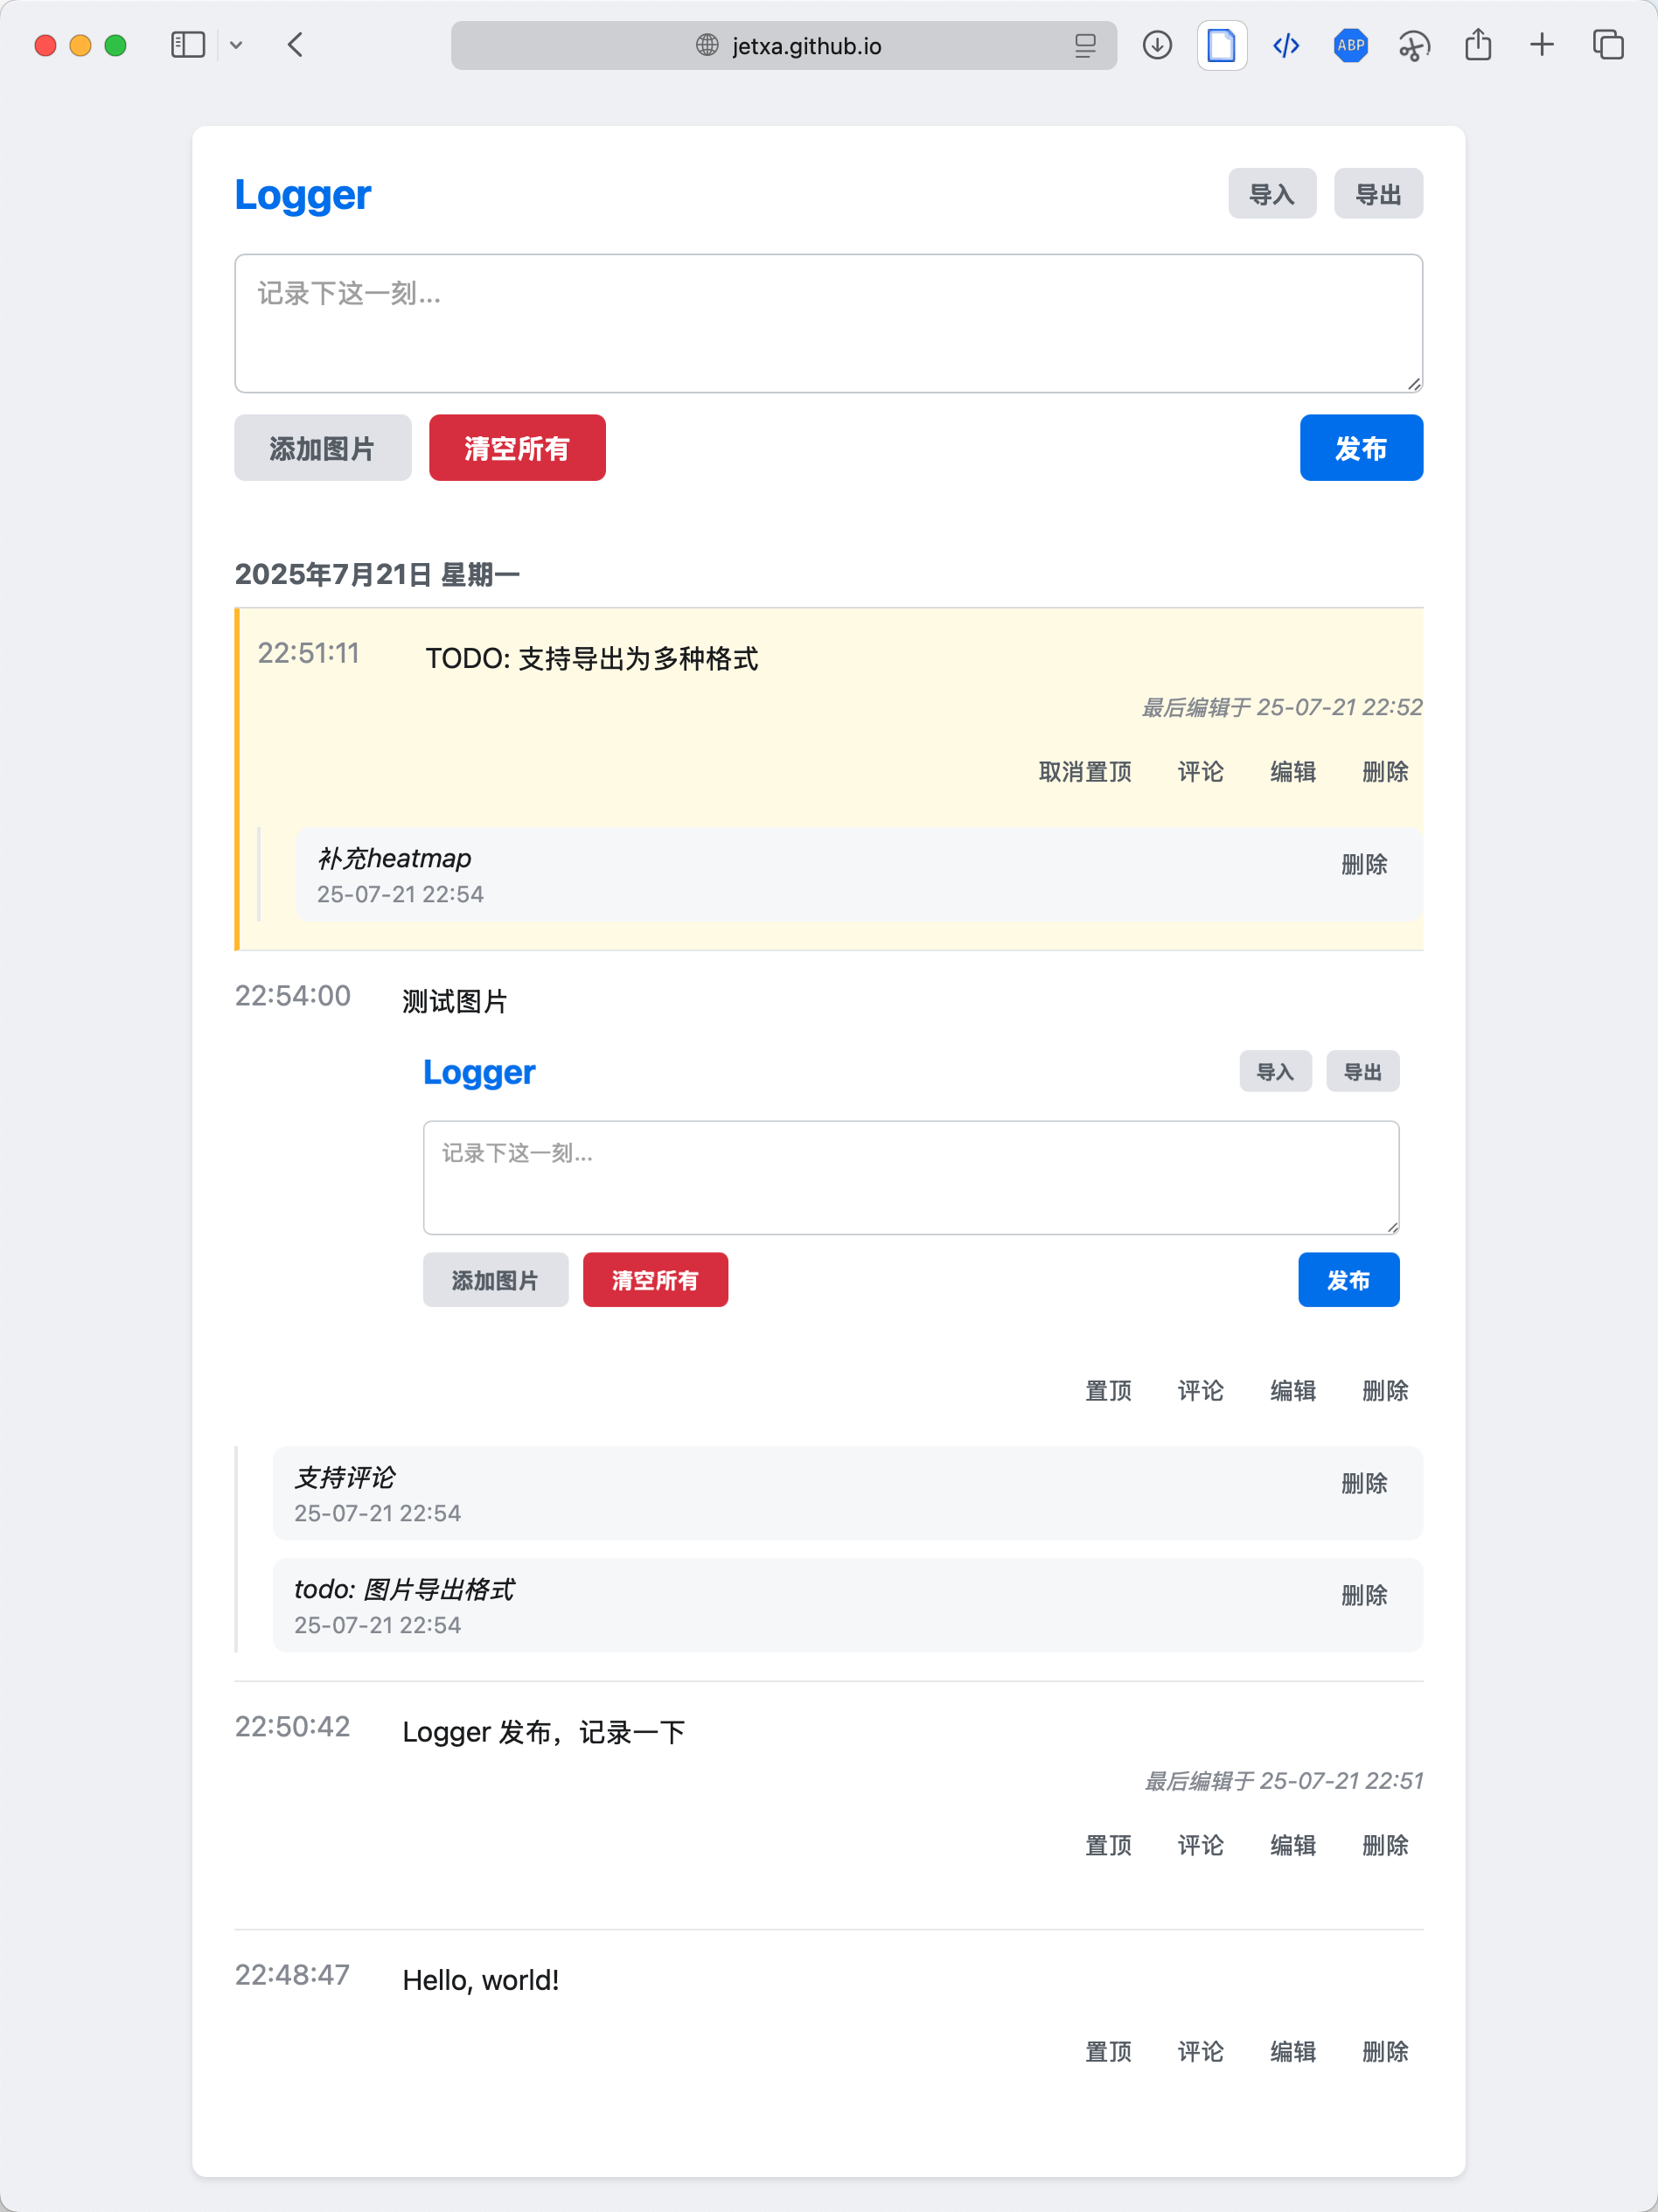 jetxa.github.io
ABP
Logger
导入 导出
记录下这一刻...
添加图片 清空所有 发布
2025年7月21日 星期一
22:51:11 TODO: 支持导出为多种格式
最后编辑于 25-07-21 22:52
取消置顶 评论 编辑 删除
补充heatmap 删除
25-07-21 22:54
22:54:00 测试图片
Logger 导入 导出
记录下这一刻...
添加图片 清空所有 发布
置顶 评论 编辑 删除
支持评论 删除
25-07-21 22:54
todo: 图片导出格式 删除
25-07-21 22:54
22:50:42 Logger 发布，记录一下
最后编辑于 25-07-21 22:51
置顶 评论 编辑 删除
22:48:47 Hello, world!
置顶 评论 编辑 删除